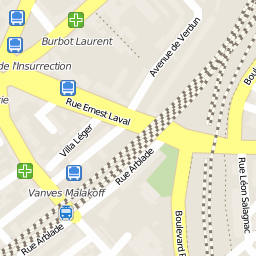 Burbot Laurent
Avenue de Verdun
de l'Insurrection
Rue Ernest Laval
Villa Léger
Vanves Malakoff
Rue Arblade
Rue Arblade
Rue Léon Salagnac
Boulevard